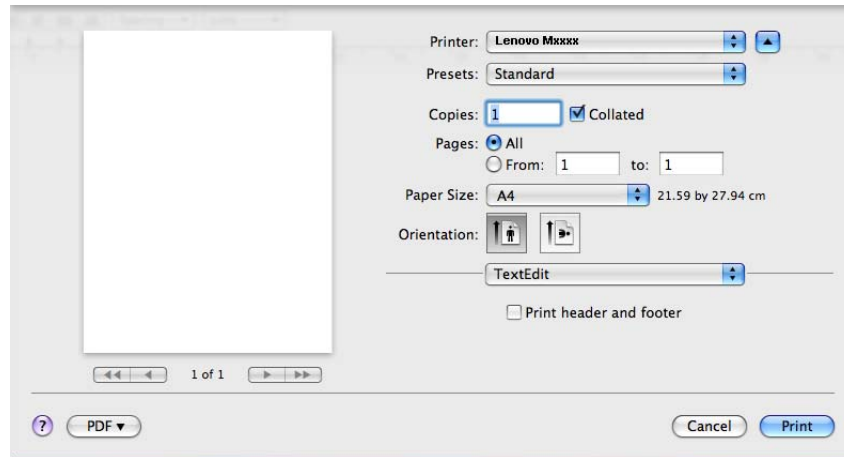 Printer: Lenovo Mxxxx
Presets: Standard
Copies: 1 Collated
Pages: All
From: 1 to: 1
Paper Size: A4 21.59 by 27.94 cm
Orientation:
TextEdit
Print header and footer
1 of 1
? PDF ▼ Cancel Print